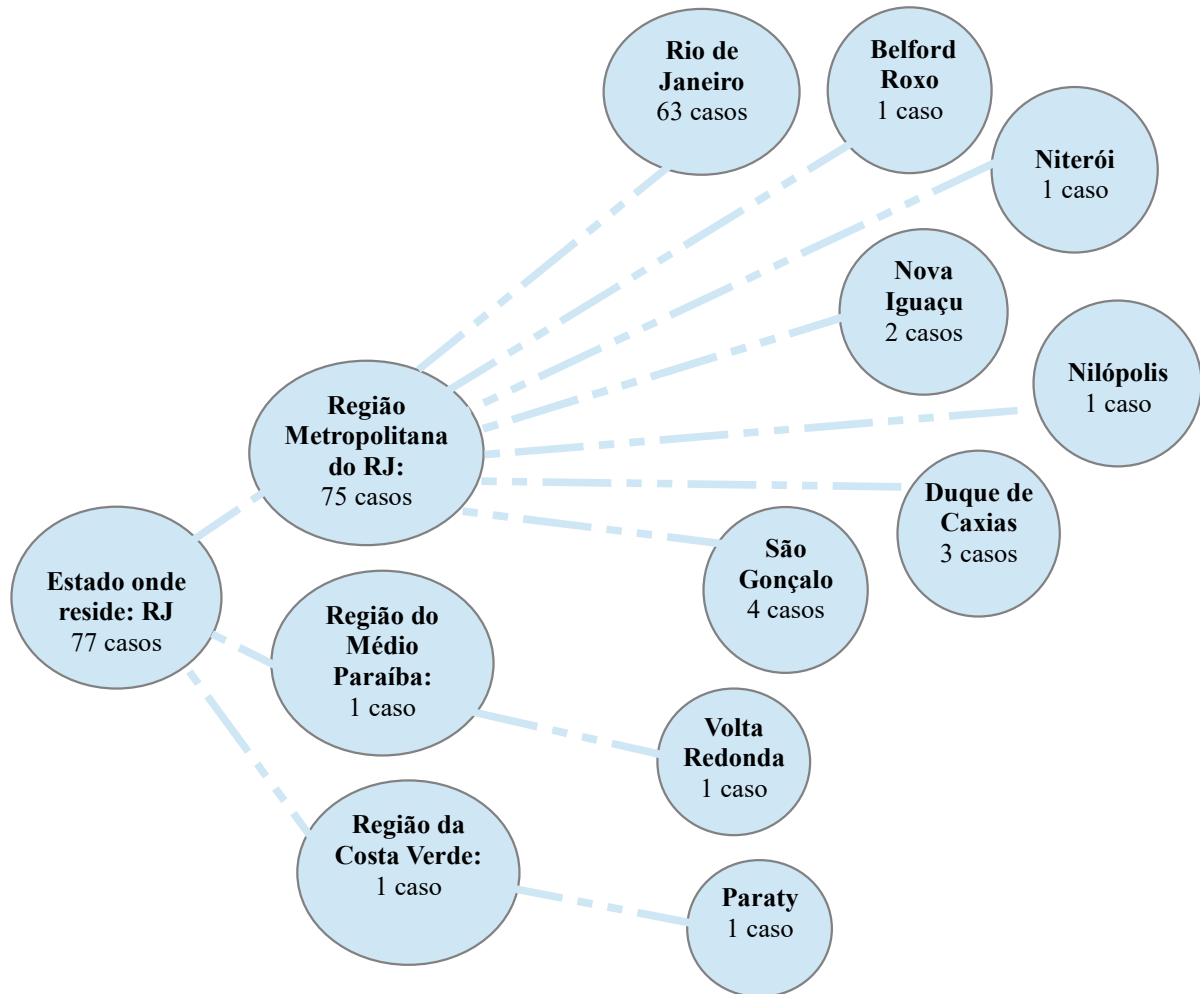 Rio de
Janeiro
63 casos
Belford
Roxo
1 caso
Niterói
1 caso
Nova
Iguaçu
2 casos
Nilópolis
1 caso
Região
Metropolitana
do RJ:
75 casos
Duque de
Caxias
3 casos
São
Gonçalo
4 casos
Estado onde
reside: RJ
77 casos
Região do
Médio
Paraíba:
1 caso
Volta
Redonda
1 caso
Região da
Costa Verde:
1 caso
Paraty
1 caso